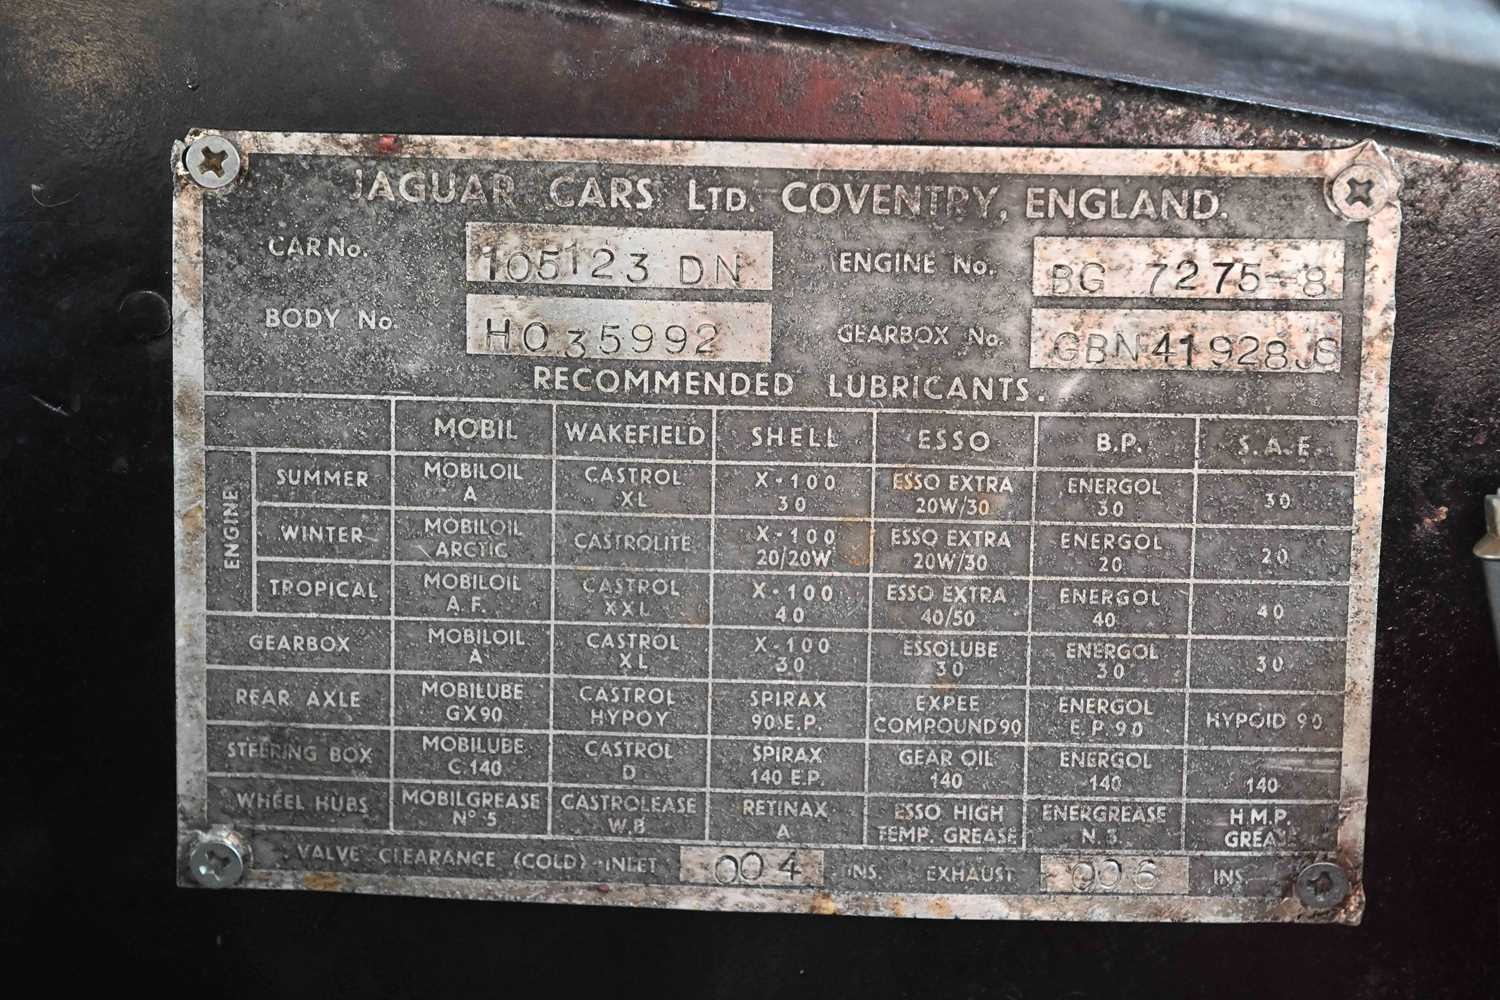 JAGUAR CARS LTD. COVENTRY, ENGLAND.
CAR No. 105123 DN ENGINE No. BG 7275-8
BODY No. HO35992 GEARBOX No. GBN41928JS
RECOMMENDED LUBRICANTS.
MOBIL WAKEFIELD SHELL ESSO B.P. S.A.E.
ENGINE
SUMMER MOBILOIL A CASTROL XL X-100 30 ESSO EXTRA 20W/30 ENERGOL 30 30
WINTER MOBILOIL ARCTIC CASTROLITE X-100 20/20W ESSO EXTRA 20W/30 ENERGOL 20 20
TROPICAL MOBILOIL A.F. CASTROL XXL X-100 40 ESSO EXTRA 40/50 ENERGOL 40 40
GEARBOX MOBILOIL A CASTROL XL X-100 30 ESSOLUBE 30 ENERGOL 30 30
REAR AXLE MOBILUBE GX90 CASTROL HYPOY SPIRAX 90 E.P. EXPEE COMPOUND 90 ENERGOL E.P. 90 HYPOID 90
STEERING BOX MOBILUBE C.140 CASTROL D SPIRAX 140 E.P. GEAR OIL 140 ENERGOL 140 140
WHEEL HUBS MOBILGREASE N° 5 CASTROLEASE W.B RETINAX A ESSO HIGH TEMP. GREASE ENERGREASE N.3. H.M.P. GREASE
VALVE CLEARANCE (COLD)-INLET 004 INS. EXHAUST 006 INS